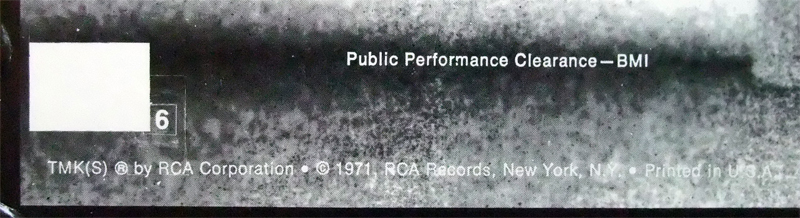 Public Performance Clearance—BMI
6
TMK(S) ® by RCA Corporation • © 1971, RCA Records, New York, N.Y. • Printed in U.S.A.